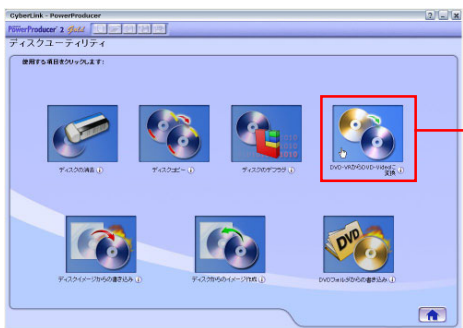 CyberLink - PowerProducer
PowerProducer 2 Gold
ディスクユーティリティ
使用する項目をクリックします:
ディスクの消去
ディスクコピー
ディスクのデフラグ
DVD-VRからDVD-Videoに
変換
DVD
ディスクイメージからの書き込み
ディスクからのイメージ作成
DVDフォルダからの書き込み